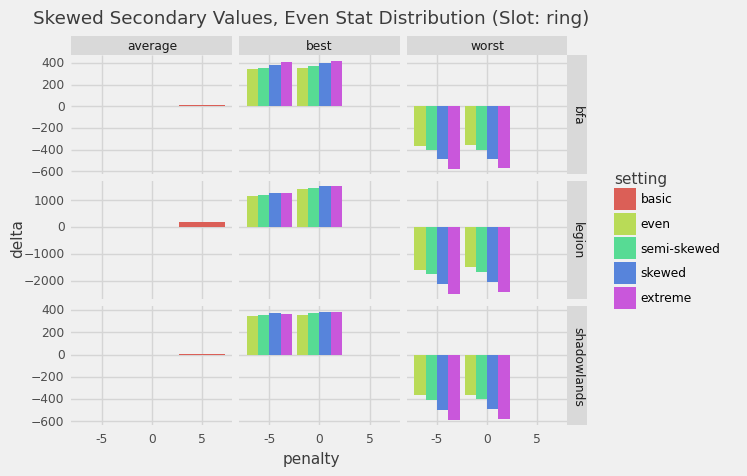 Skewed Secondary Values, Even Stat Distribution (Slot: ring)
average best worst
400
200
0
−200
−400
−600
bfa
1000
0
−1000
−2000
legion
400
200
0
−200
−400
−600
shadowlands
-5 0 5 -5 0 5 -5 0 5
penalty
delta
setting
basic
even
semi-skewed
skewed
extreme